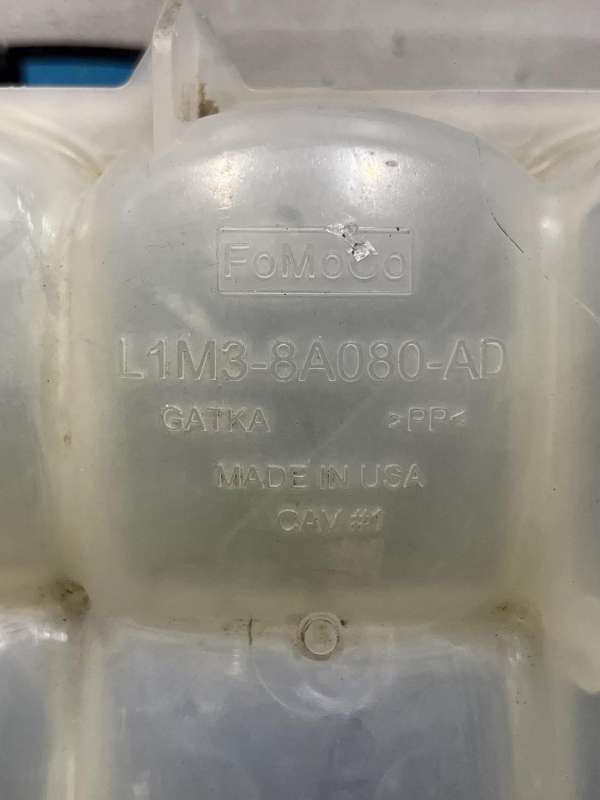 FoMoCo
L1M3-8A080-AD
GATKA >PP<
MADE IN USA
CAV #1